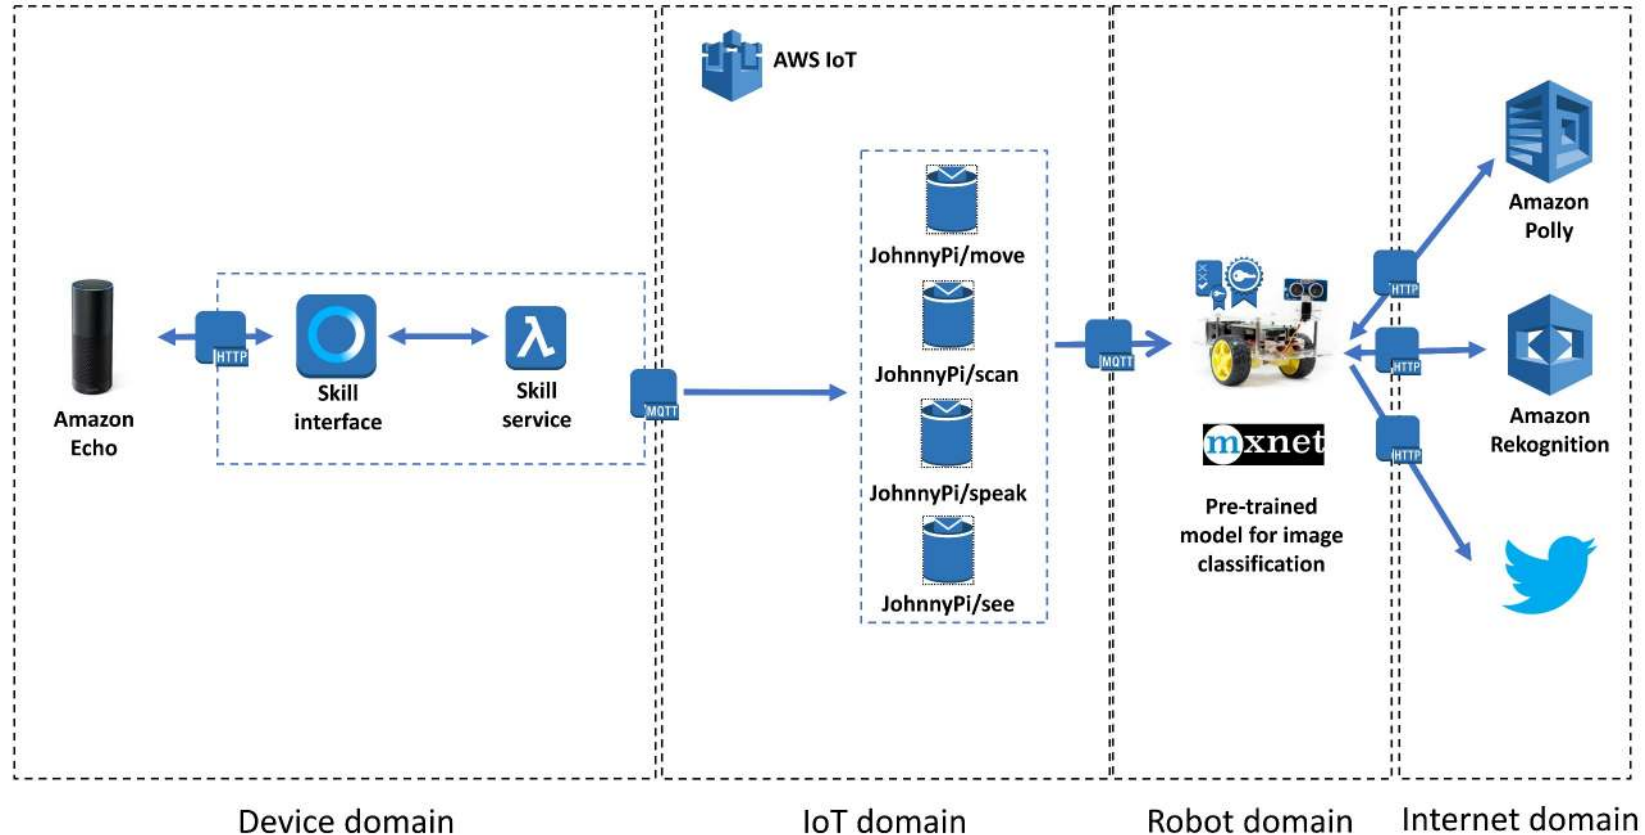 AWS IoT
Amazon
Echo
HTTP
Skill
interface
Skill
service
MQTT
JohnnyPi/move
JohnnyPi/scan
JohnnyPi/speak
JohnnyPi/see
MQTT
mxnet
Pre-trained
model for image
classification
HTTP
HTTP
HTTP
Amazon
Polly
Amazon
Rekognition
Device domain
IoT domain
Robot domain
Internet domain